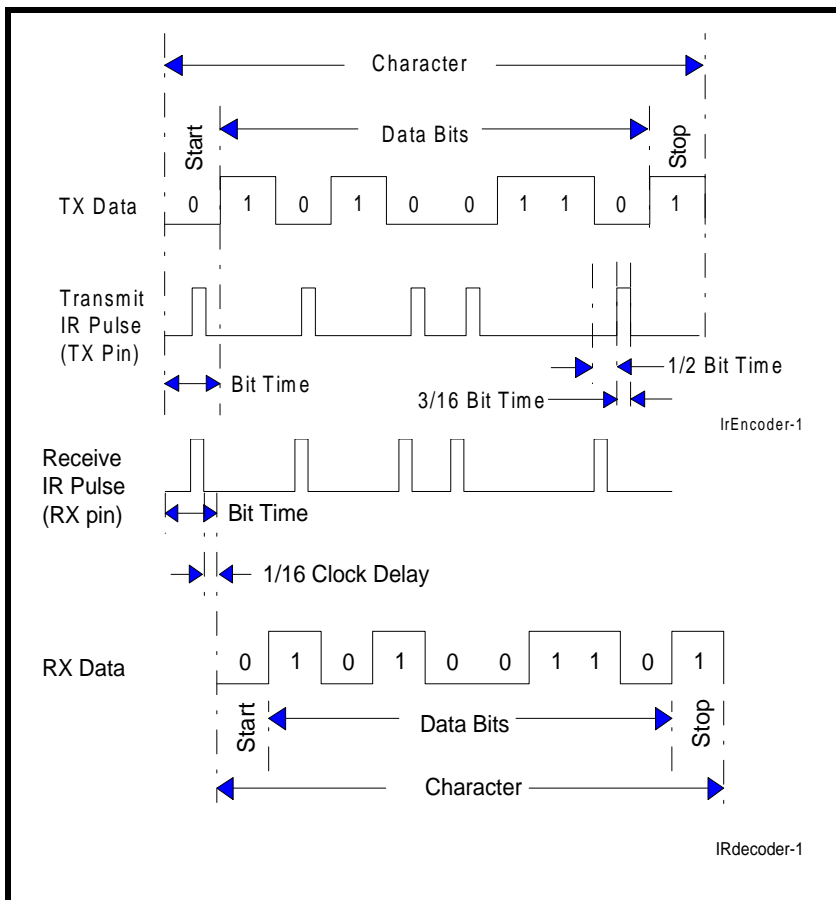 Character
Start
Data Bits
Stop
TX Data
0 1 0 1 0 0 1 1 0 1
Transmit
IR Pulse
(TX Pin)
Bit Time
1/2 Bit Time
3/16 Bit Time
IrEncoder-1
Receive
IR Pulse
(RX pin)
Bit Time
1/16 Clock Delay
RX Data
0 1 0 1 0 0 1 1 0 1
Start
Data Bits
Stop
Character
IRdecoder-1